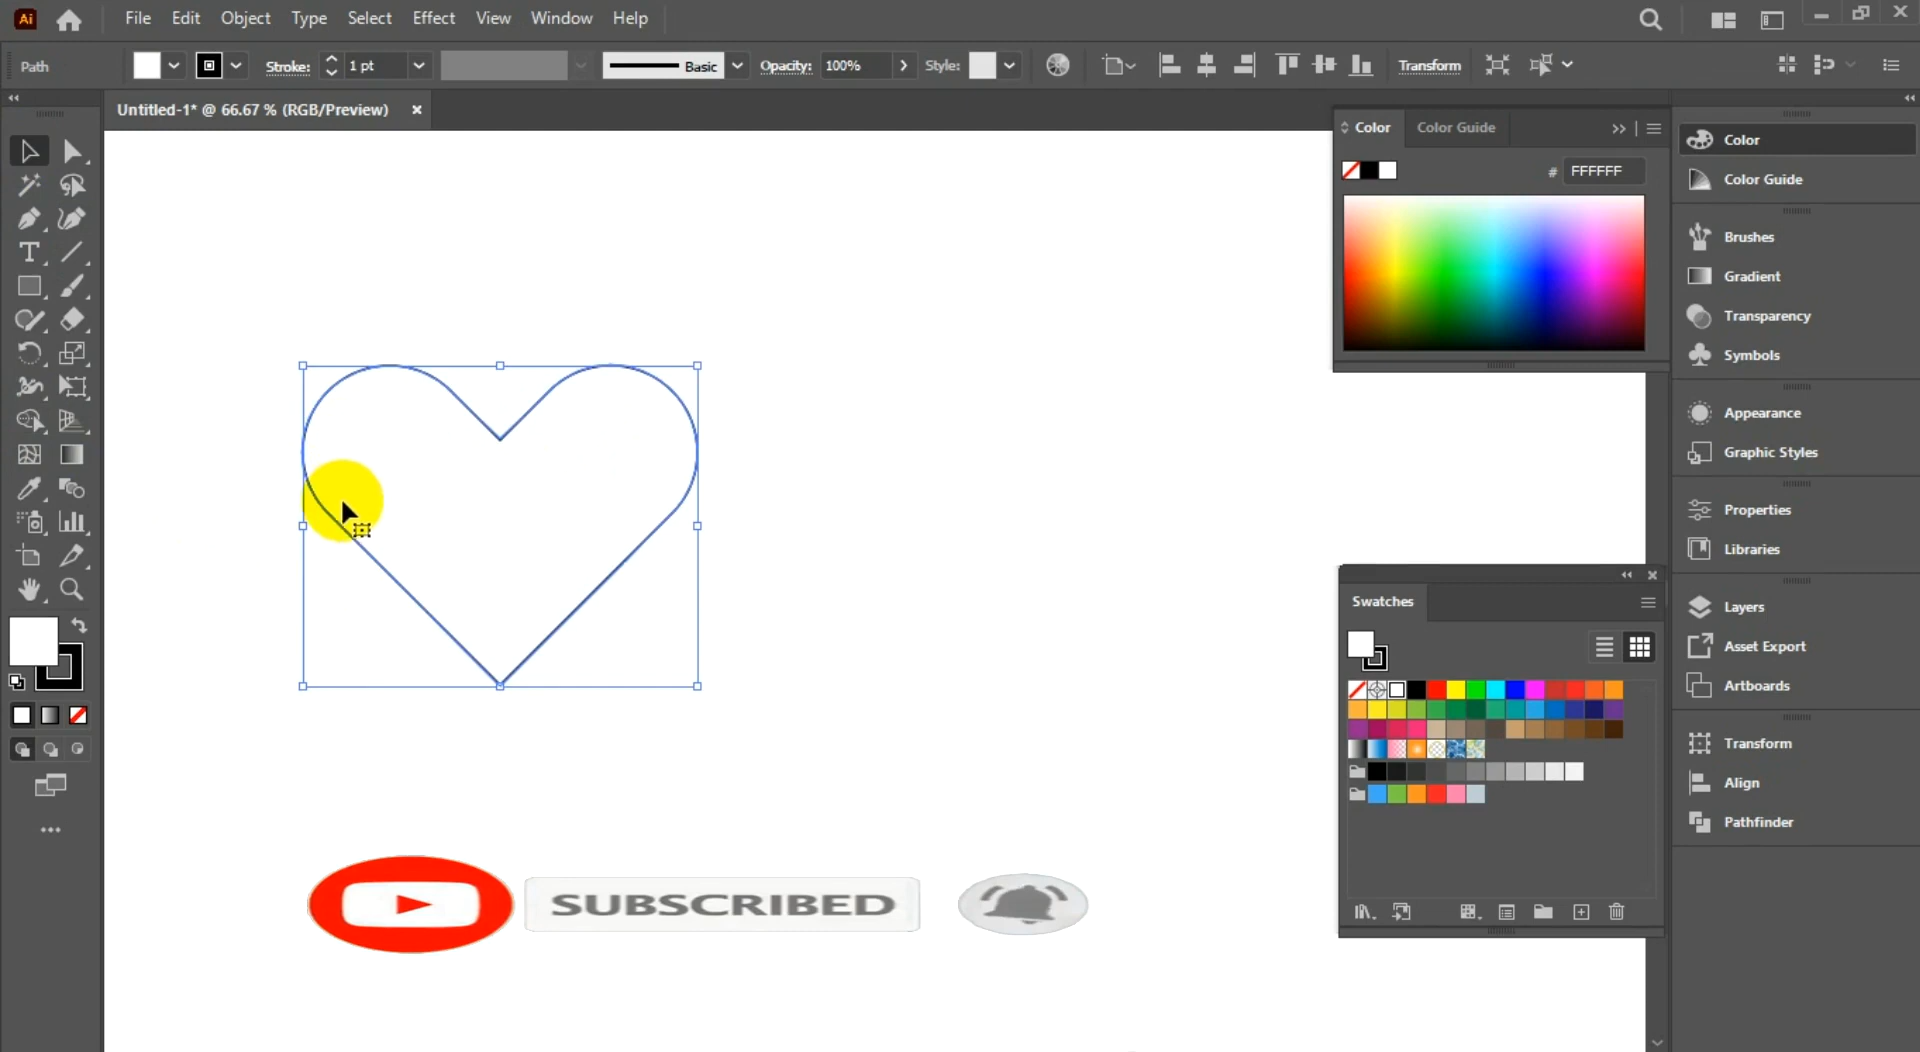 Ai File Edit Object Type Select Effect View Window Help
Path Stroke: 1 pt Basic Opacity: 100% Style: Transform
Untitled-1* @ 66.67 % (RGB/Preview)
Color Color Guide
# FFFFFF
Color
Color Guide
Brushes
Gradient
Transparency
Symbols
Appearance
Graphic Styles
Properties
Libraries
Swatches
Layers
Asset Export
Artboards
Transform
Align
Pathfinder
SUBSCRIBED